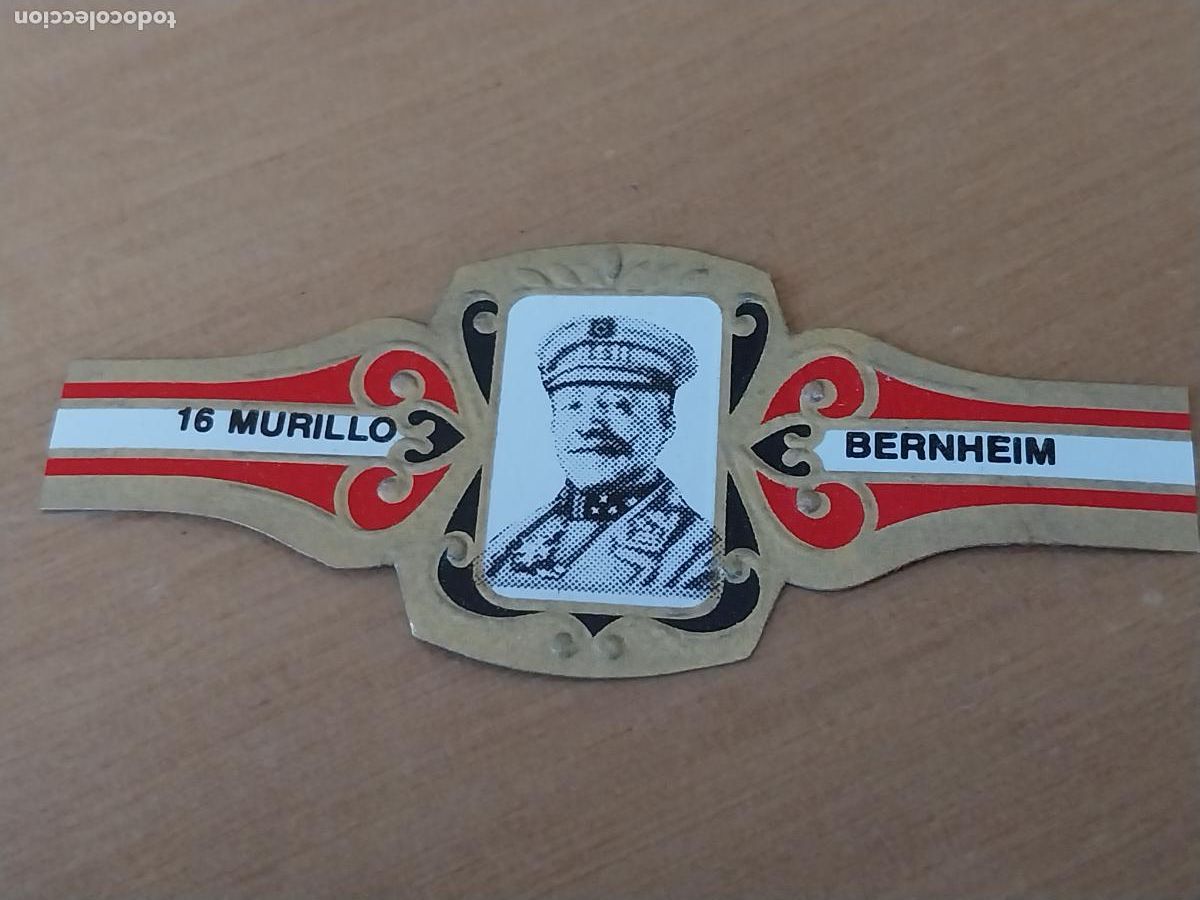 todocoleccion
16 MURILLO
BERNHEIM